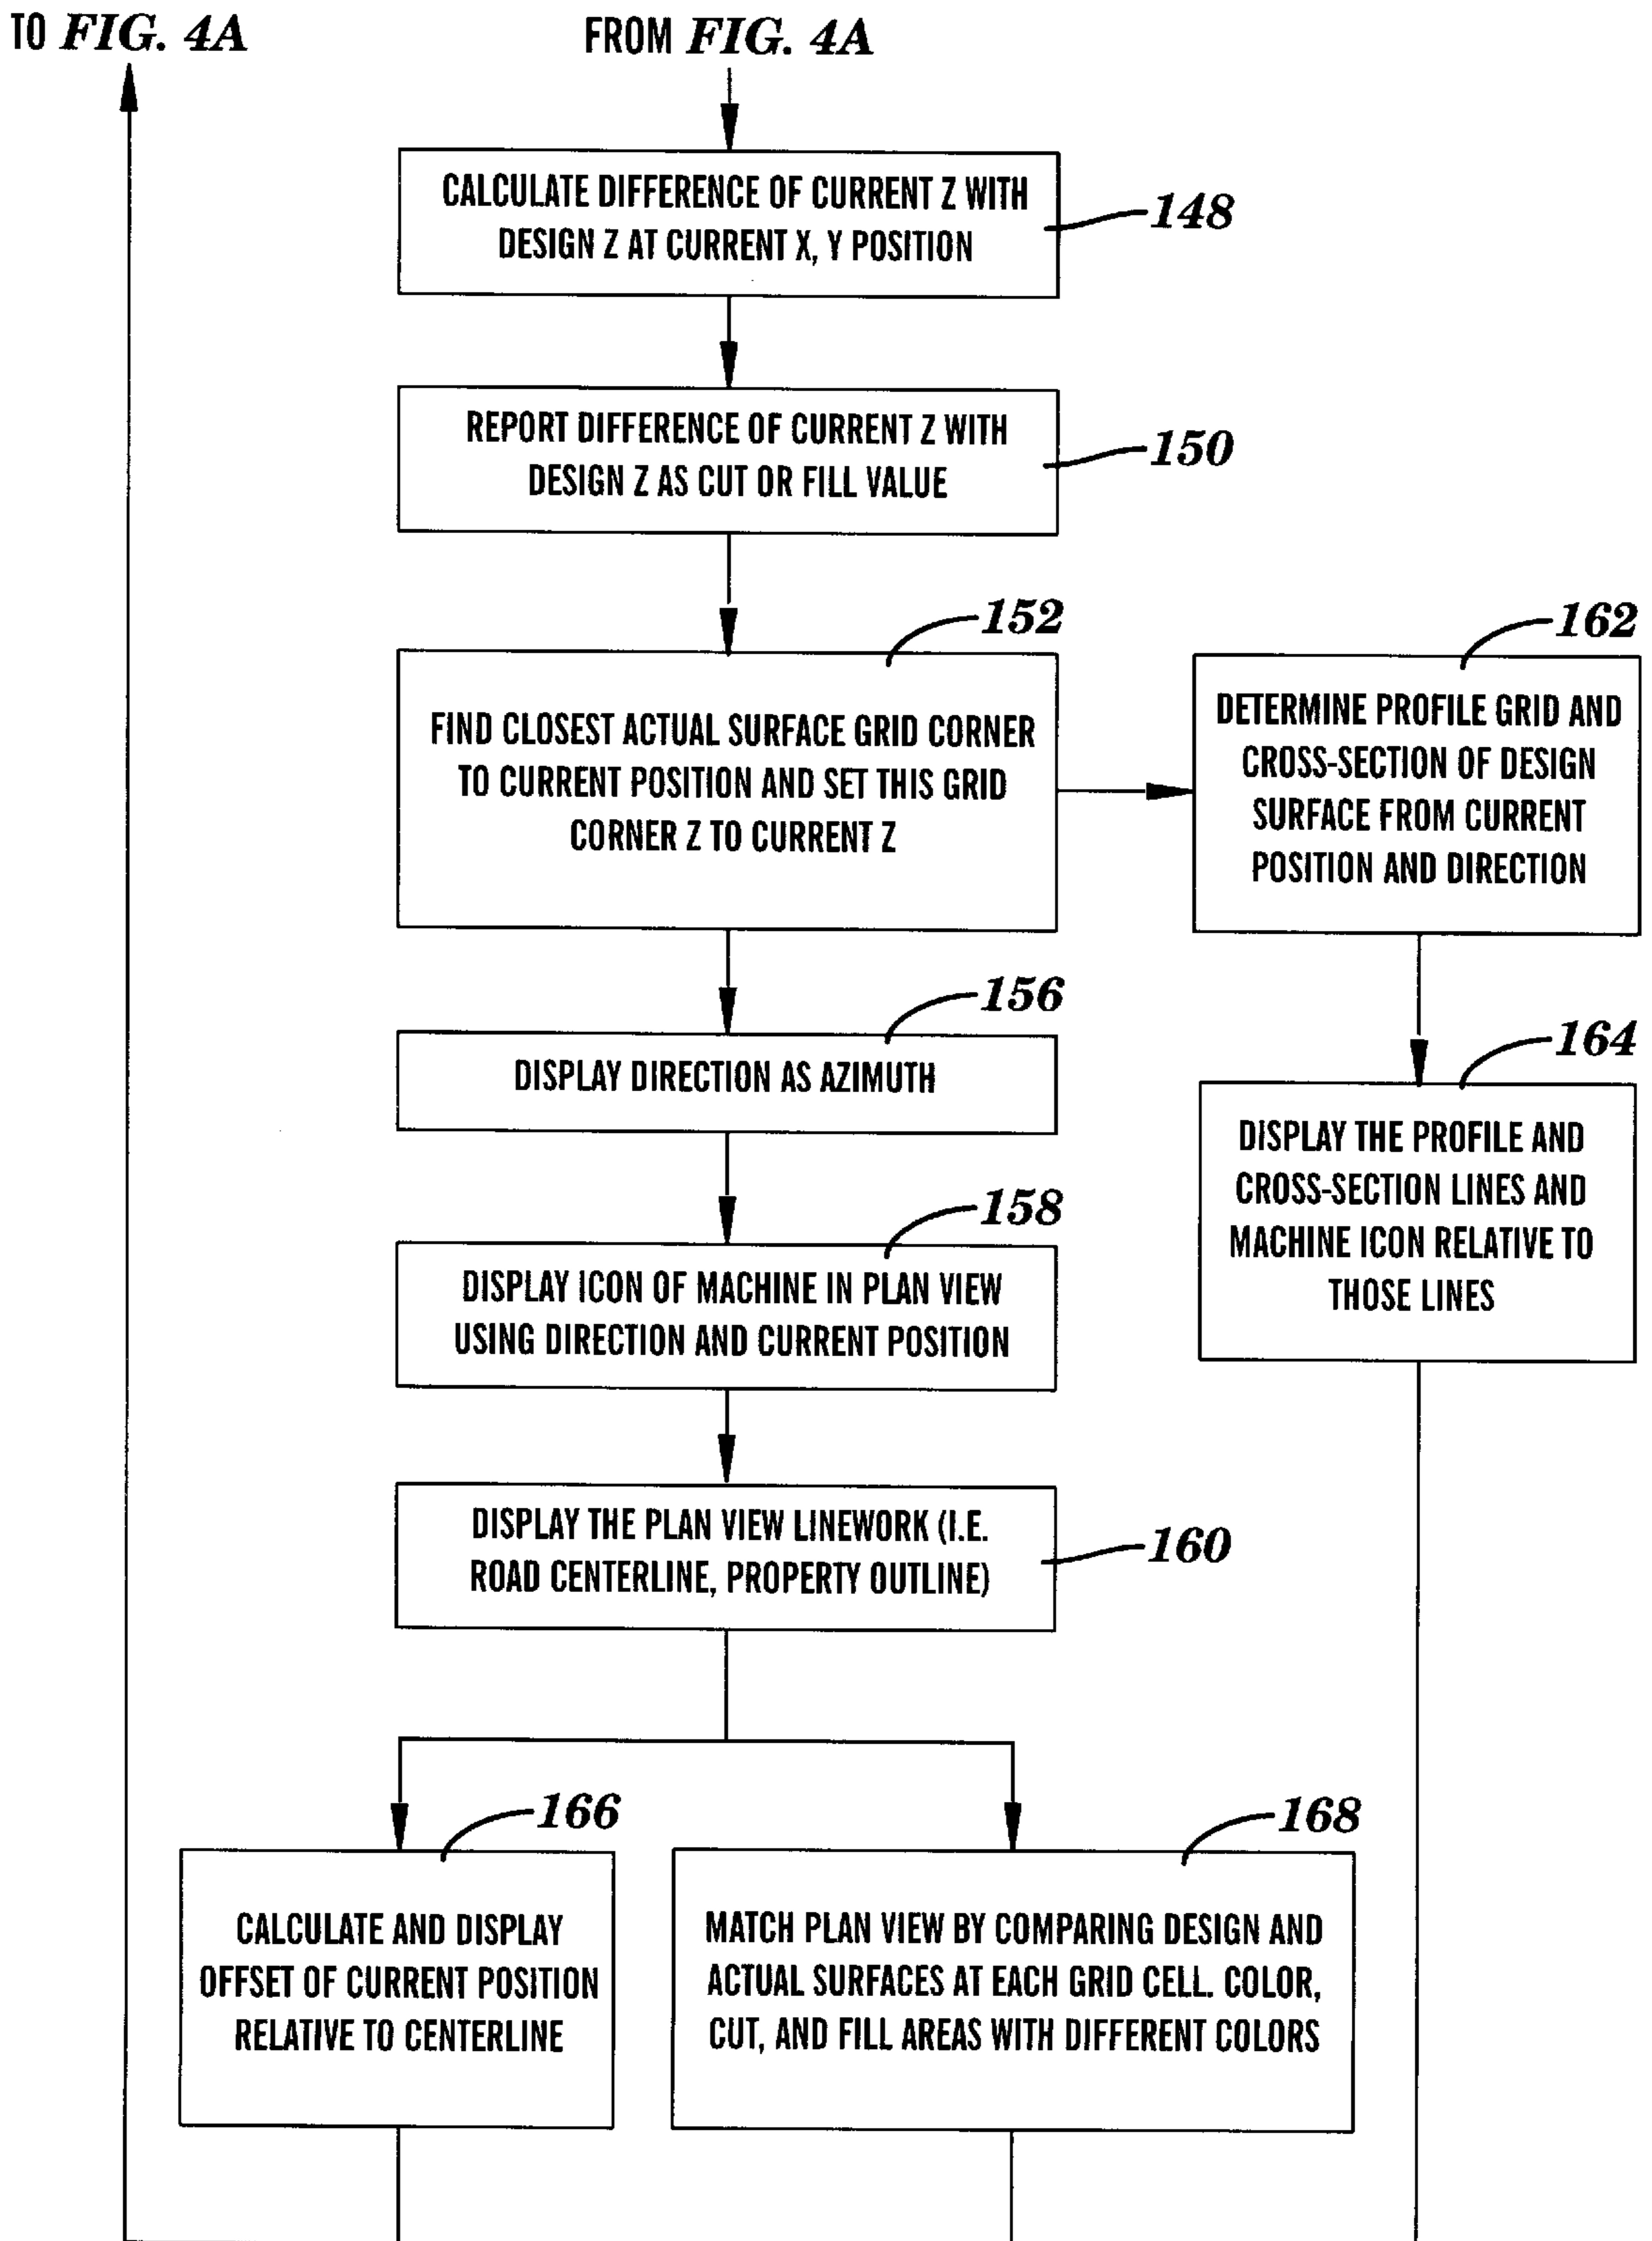 TO FIG. 4A
FROM FIG. 4A
CALCULATE DIFFERENCE OF CURRENT Z WITH
DESIGN Z AT CURRENT X, Y POSITION
148
REPORT DIFFERENCE OF CURRENT Z WITH
DESIGN Z AS CUT OR FILL VALUE
150
152
FIND CLOSEST ACTUAL SURFACE GRID CORNER
TO CURRENT POSITION AND SET THIS GRID
CORNER Z TO CURRENT Z
162
DETERMINE PROFILE GRID AND
CROSS-SECTION OF DESIGN
SURFACE FROM CURRENT
POSITION AND DIRECTION
156
DISPLAY DIRECTION AS AZIMUTH
164
DISPLAY THE PROFILE AND
CROSS-SECTION LINES AND
MACHINE ICON RELATIVE TO
THOSE LINES
158
DISPLAY ICON OF MACHINE IN PLAN VIEW
USING DIRECTION AND CURRENT POSITION
DISPLAY THE PLAN VIEW LINEWORK (I.E.
ROAD CENTERLINE, PROPERTY OUTLINE)
160
166
CALCULATE AND DISPLAY
OFFSET OF CURRENT POSITION
RELATIVE TO CENTERLINE
168
MATCH PLAN VIEW BY COMPARING DESIGN AND
ACTUAL SURFACES AT EACH GRID CELL. COLOR,
CUT, AND FILL AREAS WITH DIFFERENT COLORS